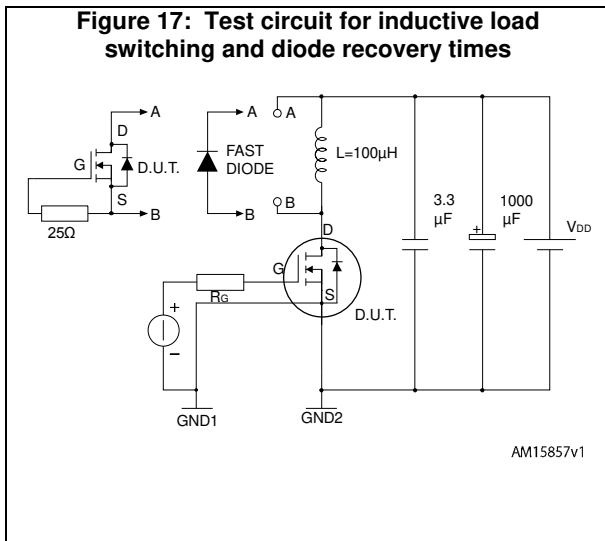 Figure 17: Test circuit for inductive load
switching and diode recovery times
A
D
G
D.U.T.
S
B
25Ω
A
FAST
DIODE
B
A
L=100µH
B
D
G
S
RG
D.U.T.
+
−
3.3
µF
+
1000
µF
VDD
GND1
GND2
AM15857v1